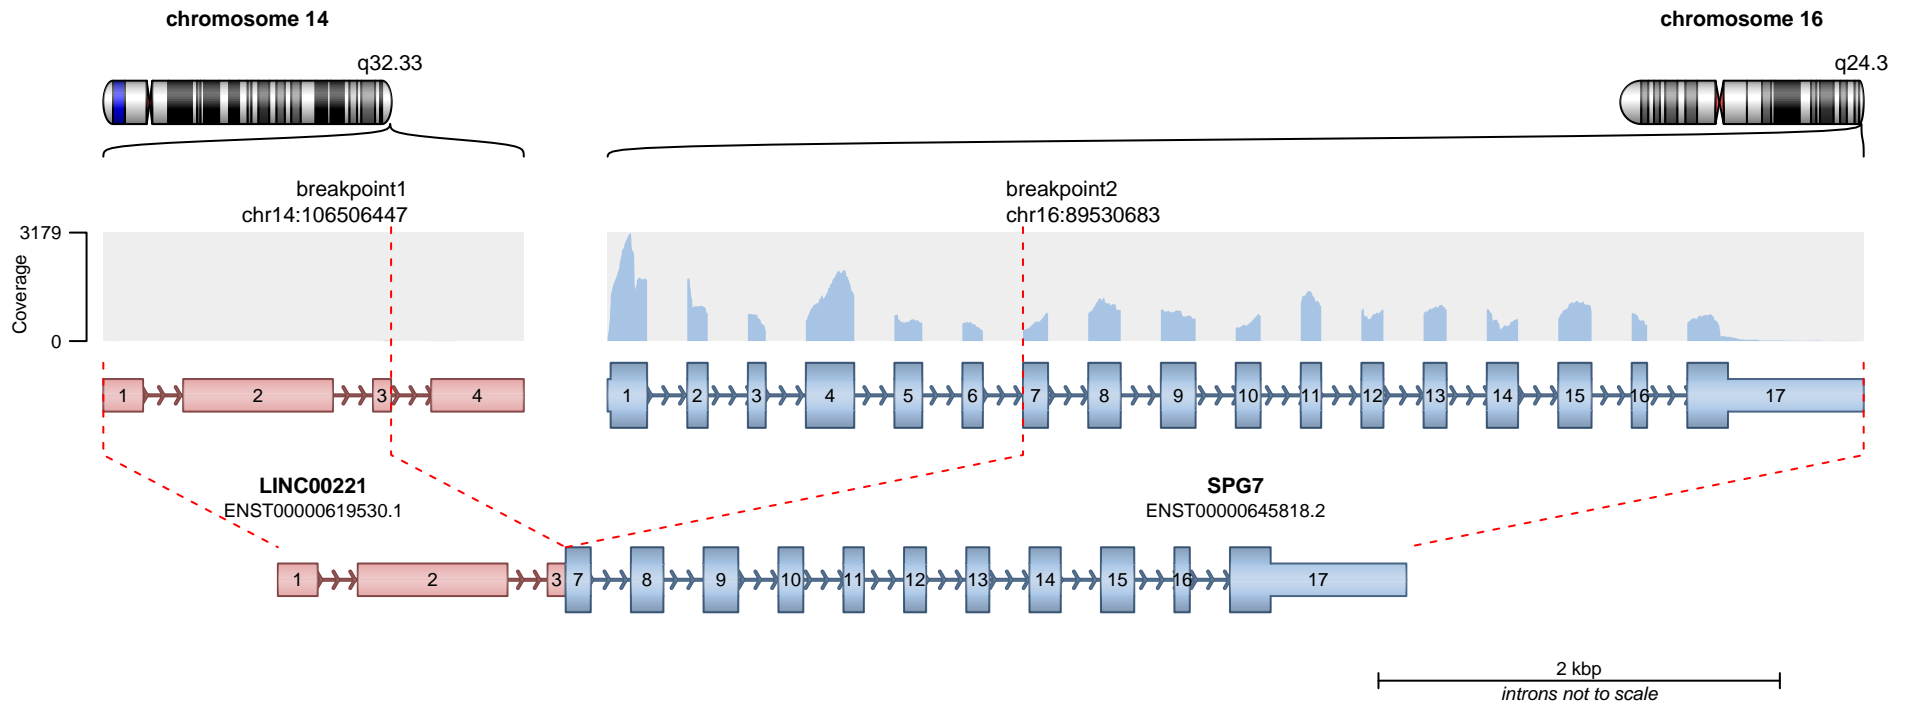 chromosome 14
chromosome 16
q32.33
q24.3
breakpoint1
chr14:106506447
breakpoint2
chr16:89530683
3179
Coverage
0
1 2 3 4
1 2 3 4 5 6 7 8 9 10 11 12 13 14 15 16 17
LINC00221
ENST00000619530.1
SPG7
ENST00000645818.2
1 2 3 7 8 9 10 11 12 13 14 15 16 17
2 kbp
introns not to scale